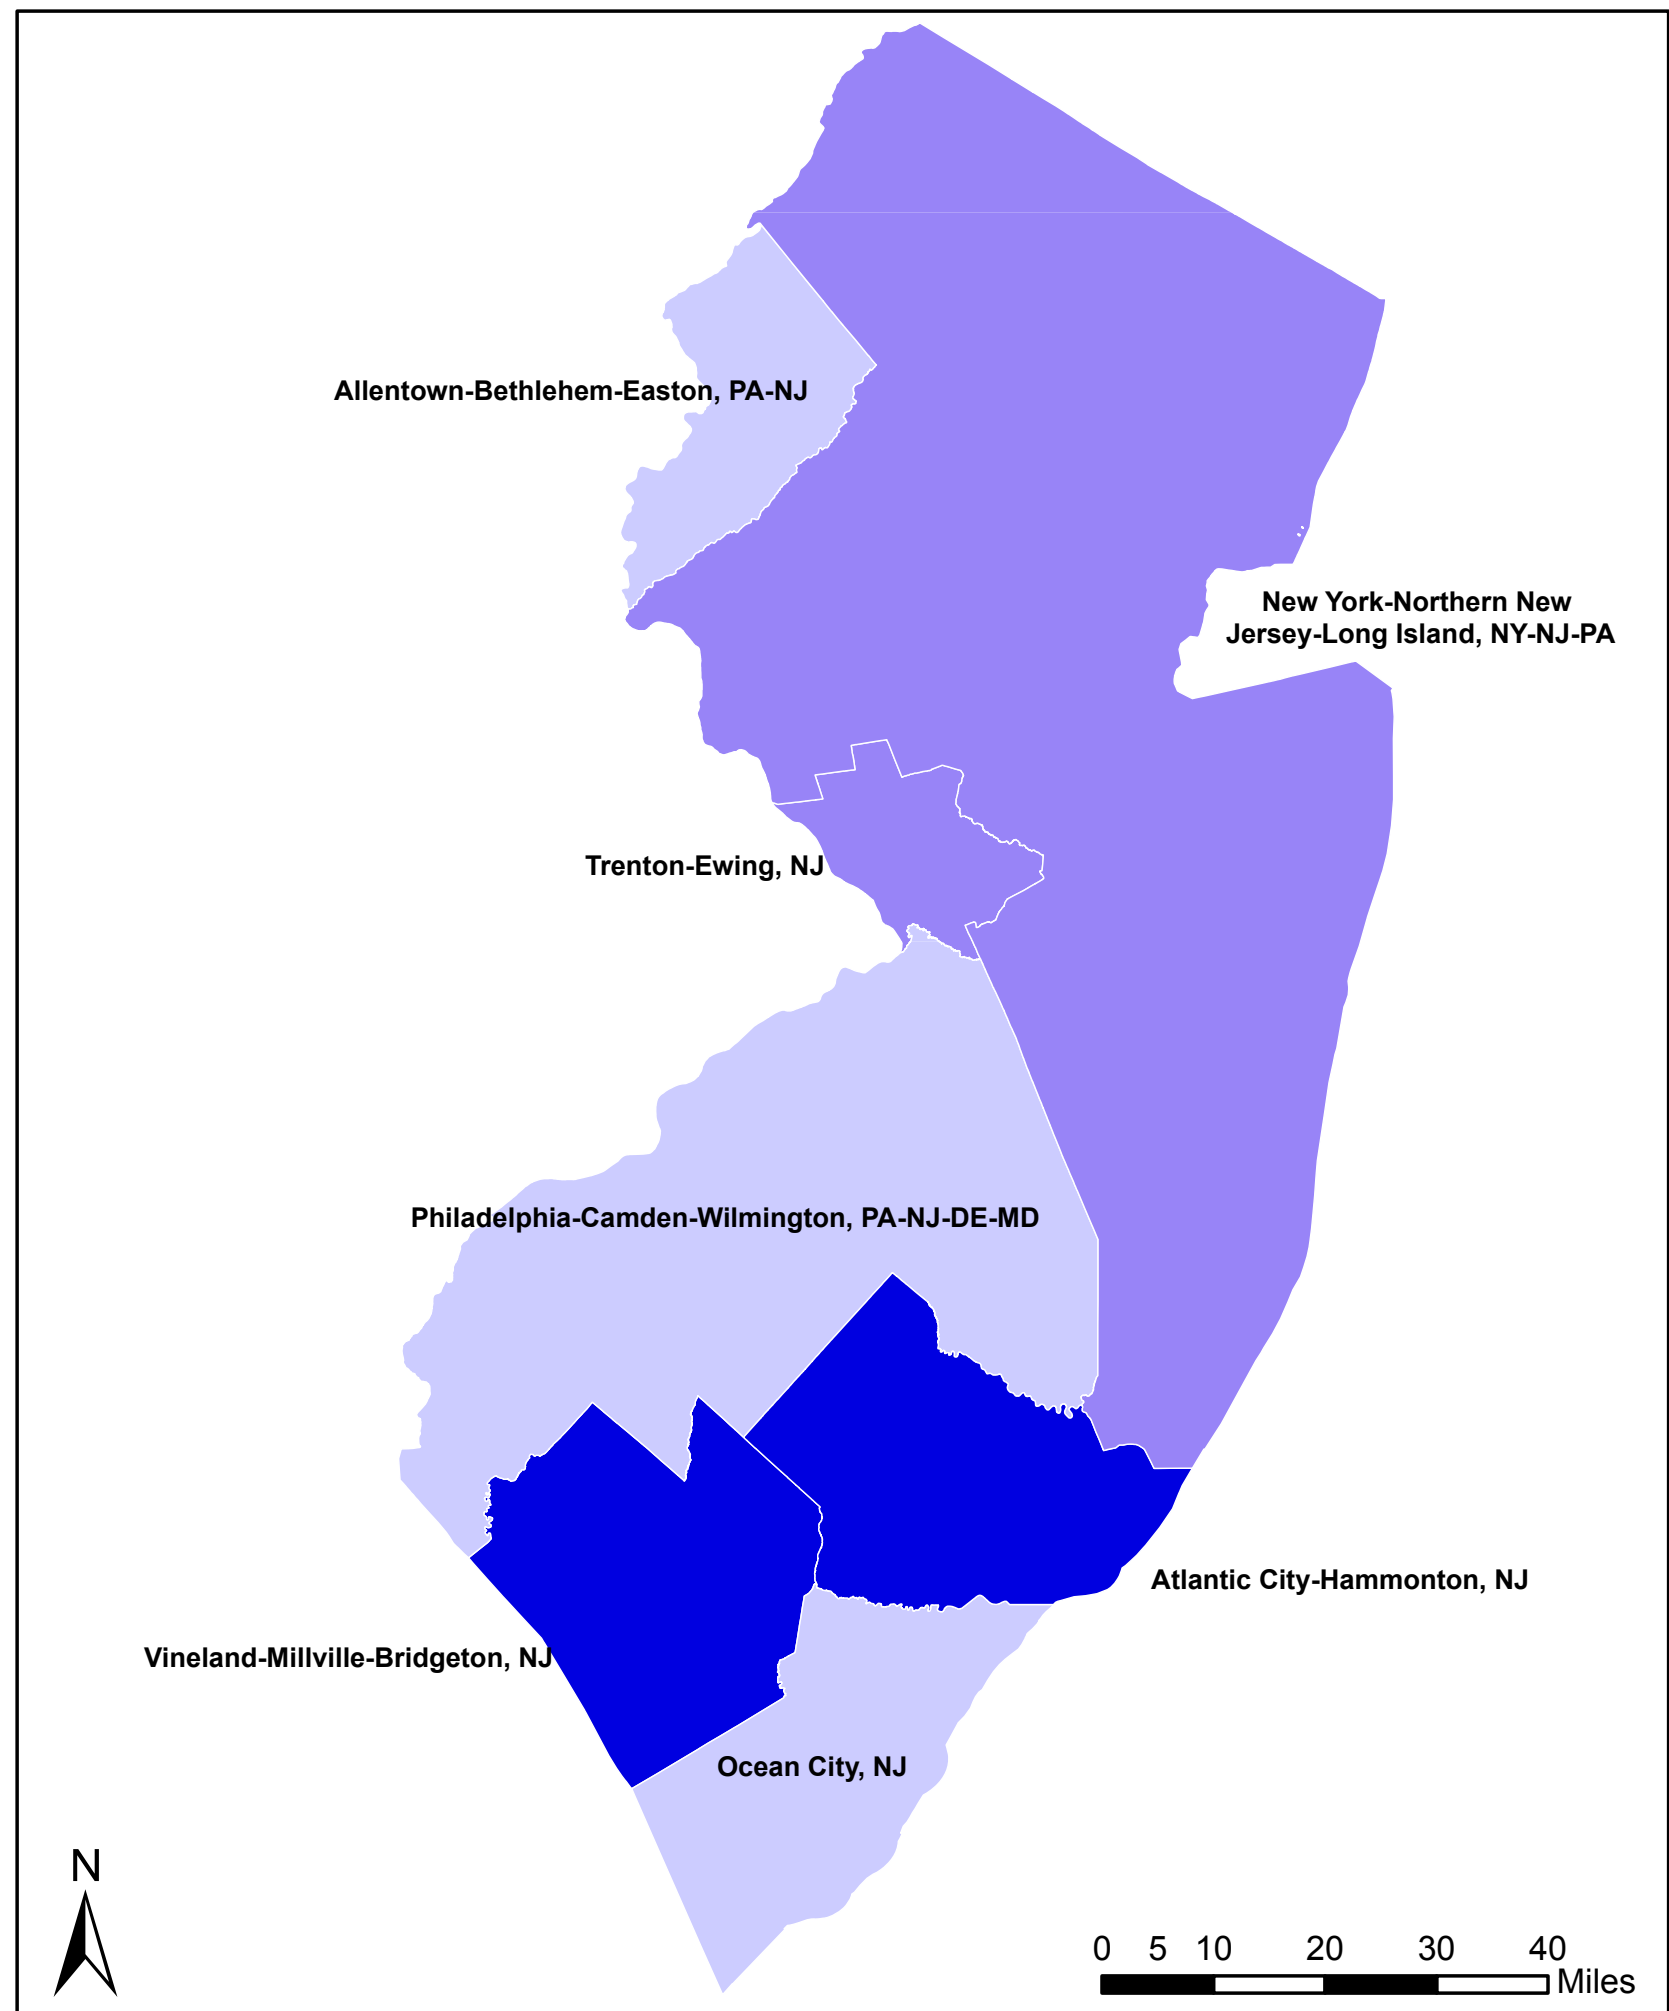 Allentown-Bethlehem-Easton, PA-NJ
New York-Northern New
Jersey-Long Island, NY-NJ-PA
Trenton-Ewing, NJ
Philadelphia-Camden-Wilmington, PA-NJ-DE-MD
Atlantic City-Hammonton, NJ
Vineland-Millville-Bridgeton, NJ
Ocean City, NJ
N
0 5 10 20 30 40
Miles